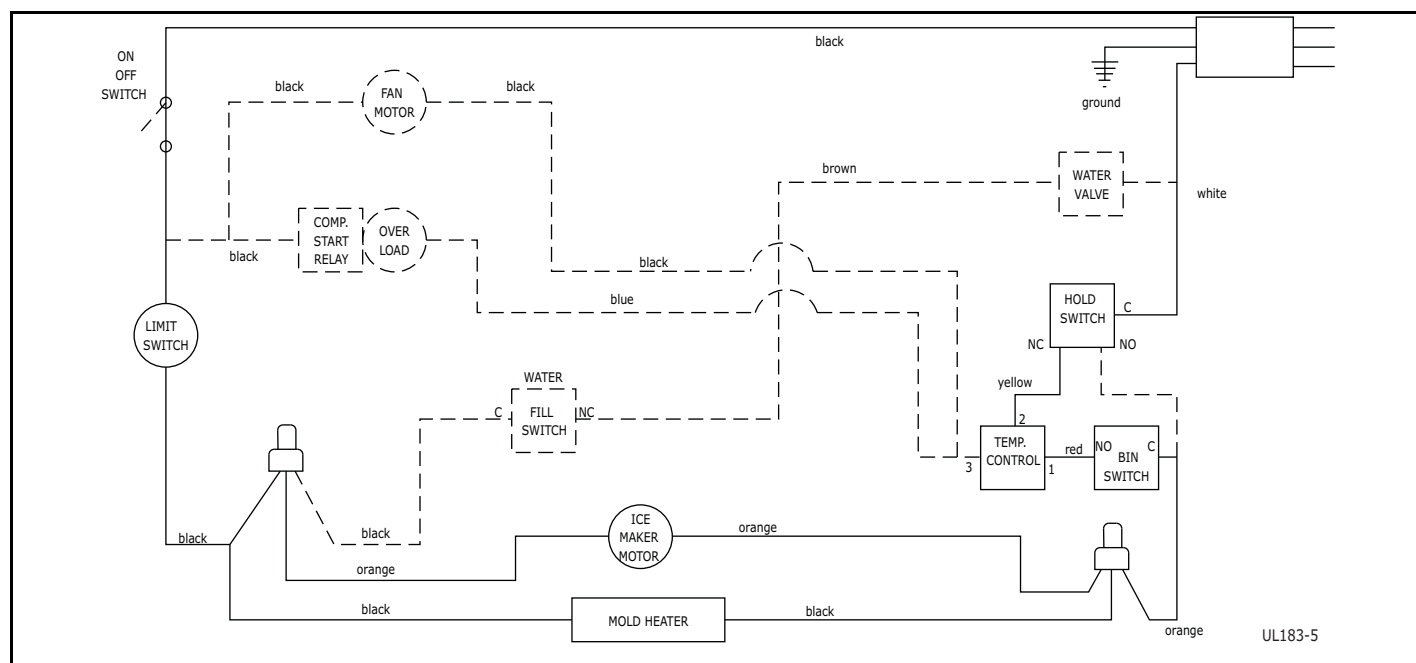 black
ON
OFF
SWITCH
black
FAN
MOTOR
black
ground
brown
WATER
VALVE
white
COMP.
START
RELAY
OVER
LOAD
black
black
blue
HOLD
SWITCH
C
LIMIT
SWITCH
NC
NO
yellow
WATER
FILL
SWITCH
C
NC
2
TEMP.
CONTROL
3
1
red
NO
C
BIN
SWITCH
black
black
ICE
MAKER
MOTOR
orange
orange
black
MOLD HEATER
black
orange
UL183-5